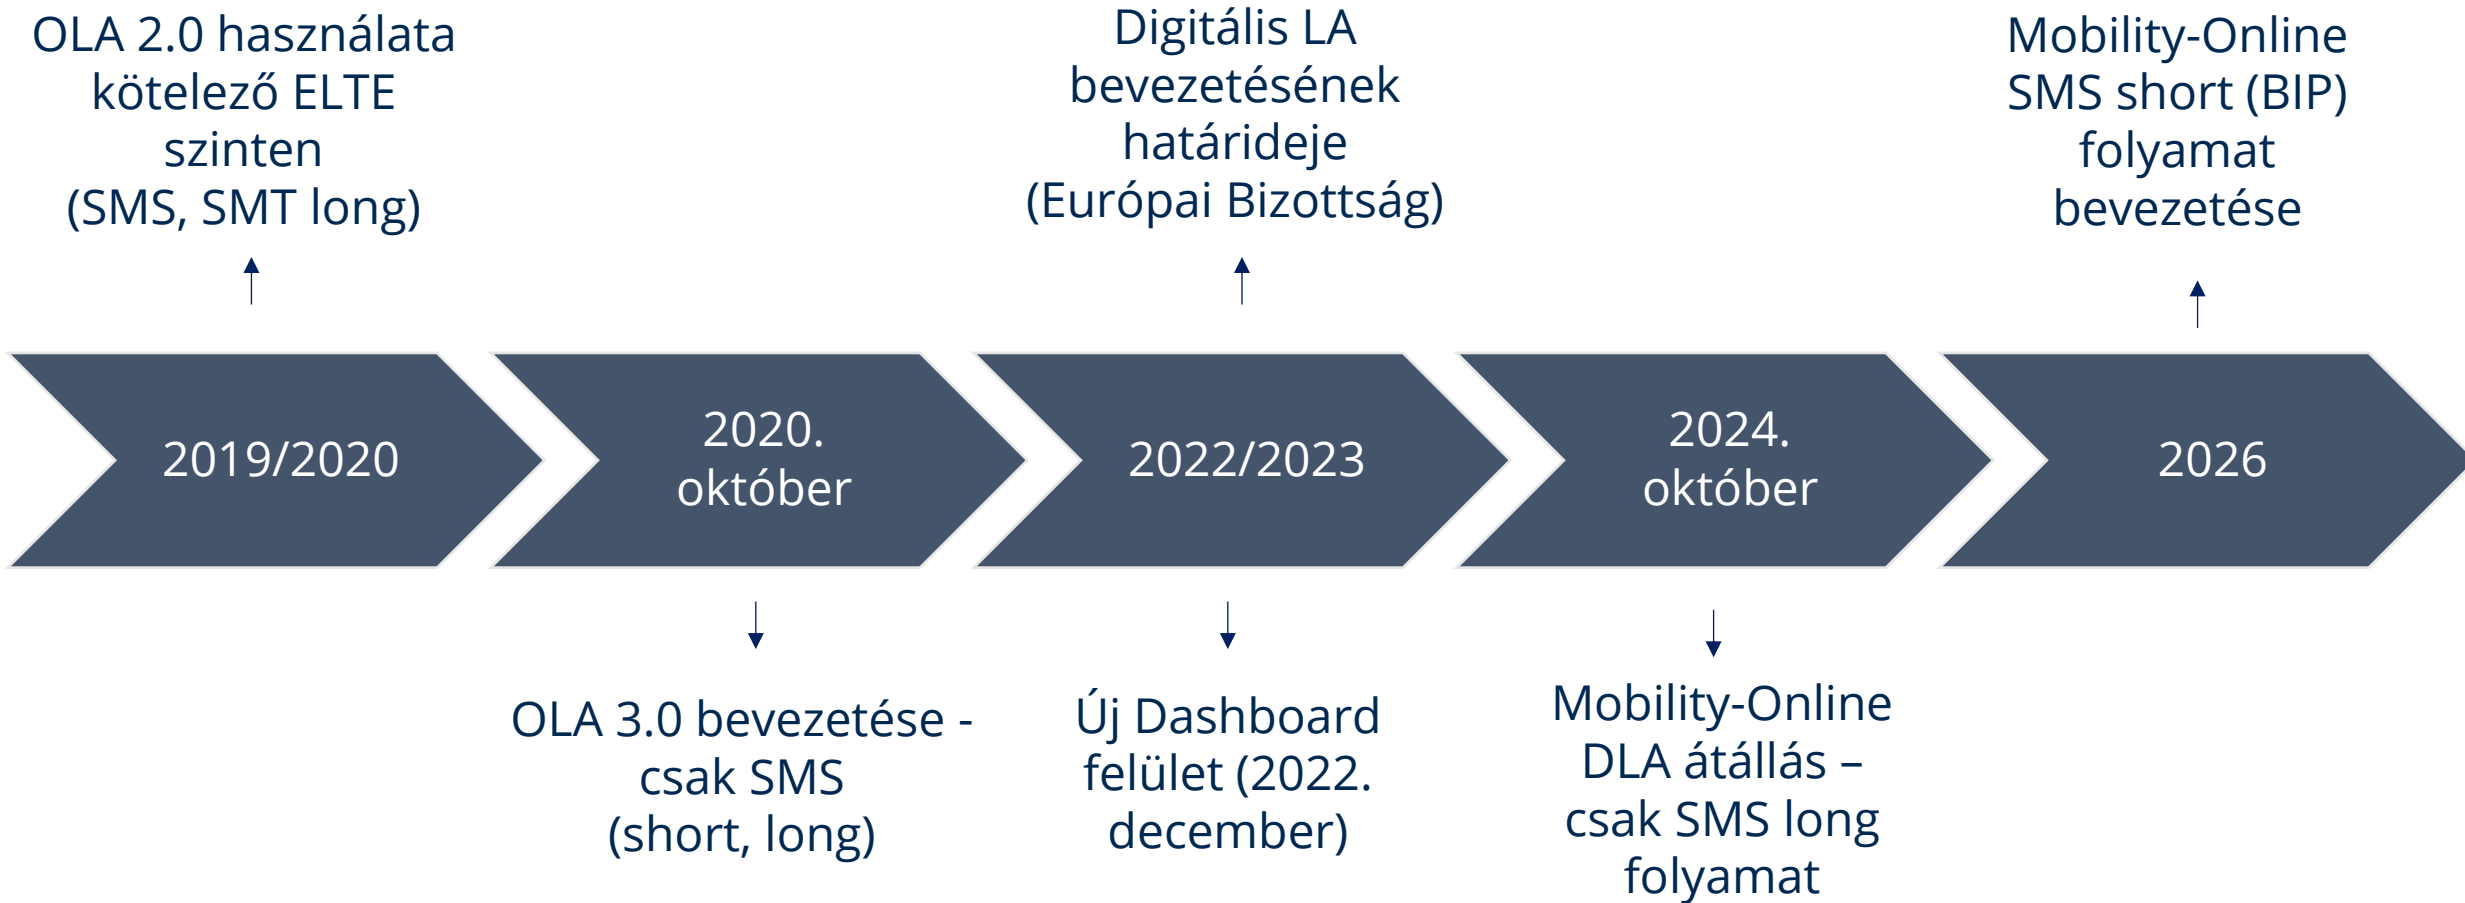 OLA 2.0 használata
kötelező ELTE
szinten
(SMS, SMT long)
Digitális LA
bevezetésének
határideje
(Európai Bizottság)
Mobility-Online
SMS short (BIP)
folyamat
bevezetése
2019/2020
2020.
október
2022/2023
2024.
október
2026
OLA 3.0 bevezetése -
csak SMS
(short, long)
Új Dashboard
felület (2022.
december)
Mobility-Online
DLA átállás –
csak SMS long
folyamat